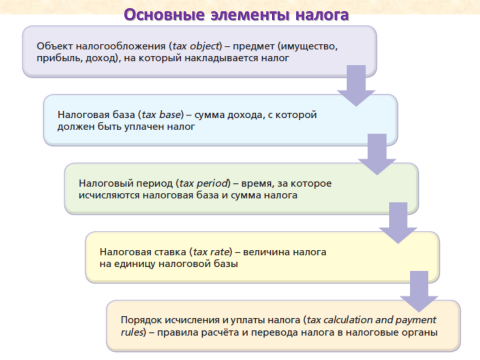 Основные элементы налога
Объект налогообложения (tax object) – предмет (имущество,
прибыль, доход), на который накладывается налог
Налоговая база (tax base) – сумма дохода, с которой
должен быть уплачен налог
Налоговый период (tax period) – время, за которое
исчисляются налоговая база и сумма налога
Налоговая ставка (tax rate) – величина налога
на единицу налоговой базы
Порядок исчисления и уплаты налога (tax calculation and payment
rules) – правила расчёта и перевода налога в налоговые органы